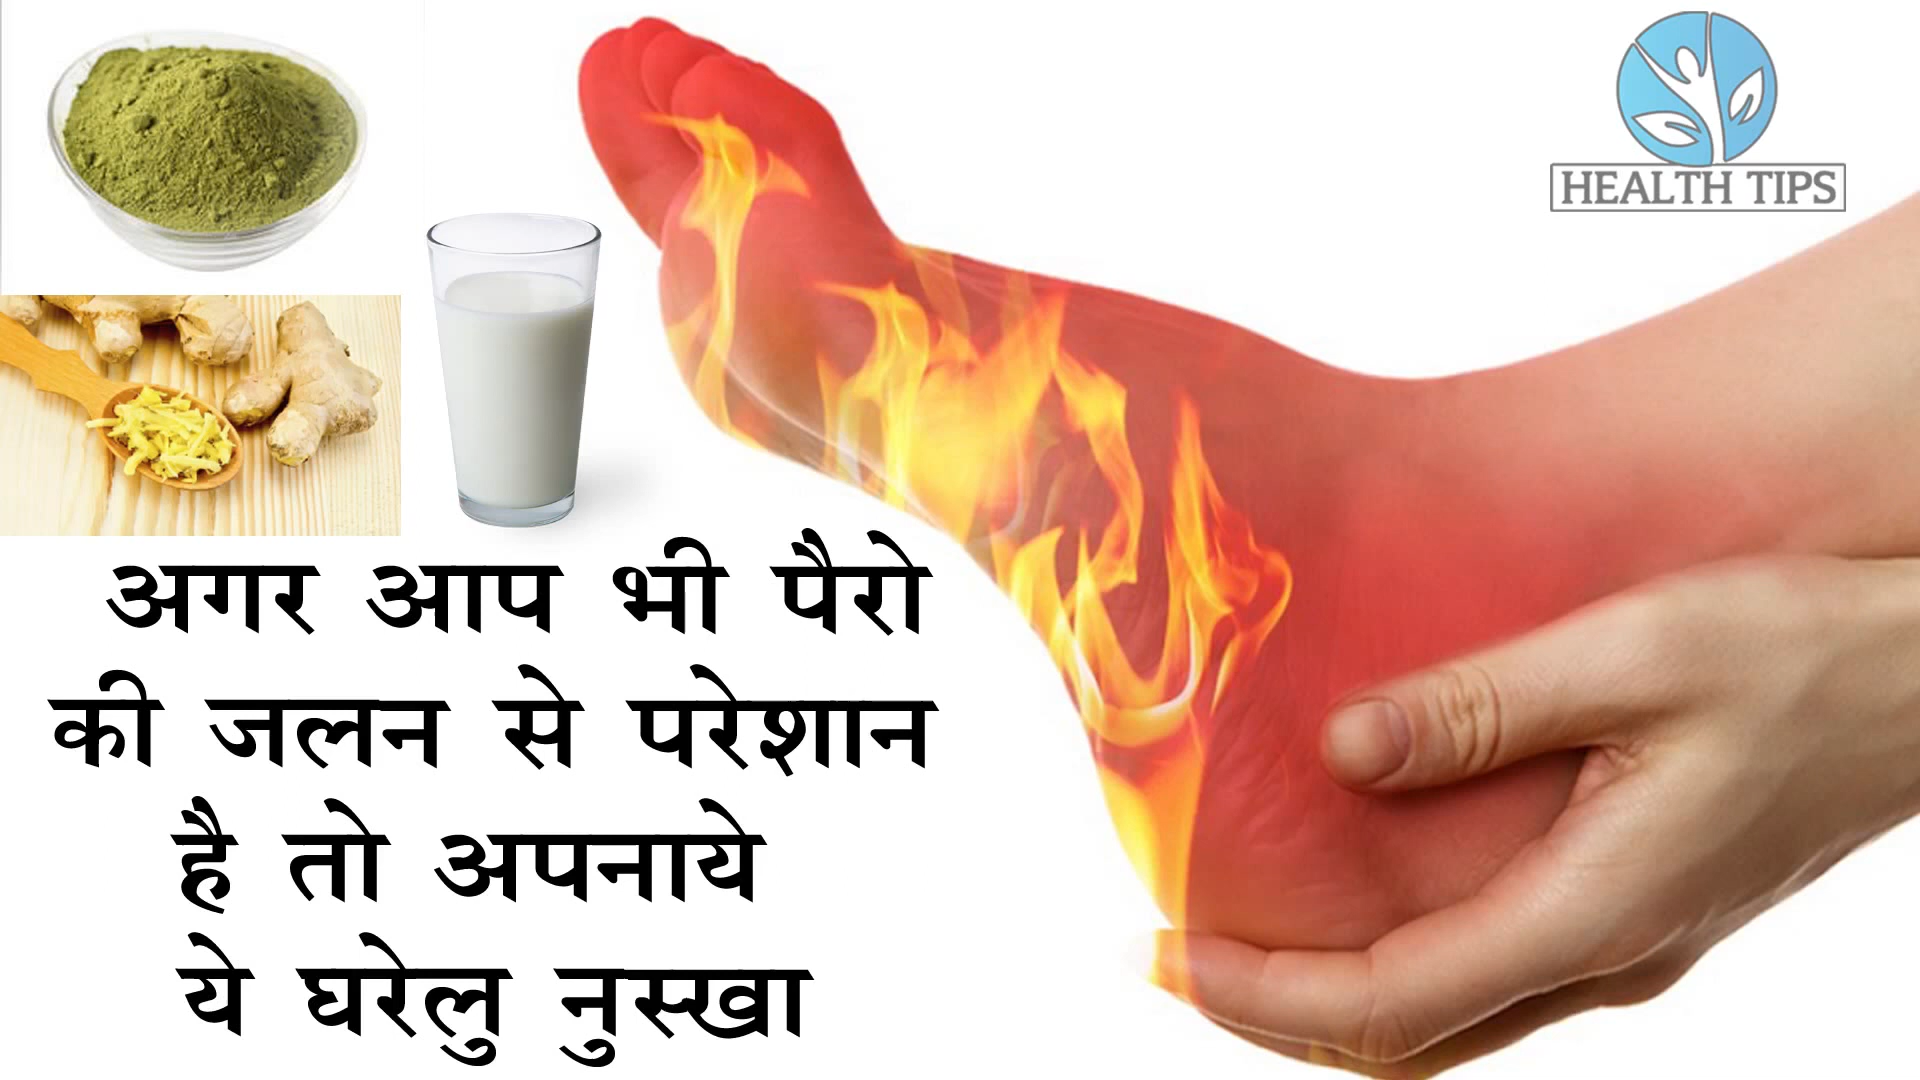 HEALTH TIPS
अगर आप भी पैरो
की जलन से परेशान
है तो अपनाये
ये घरेलु नुस्खा